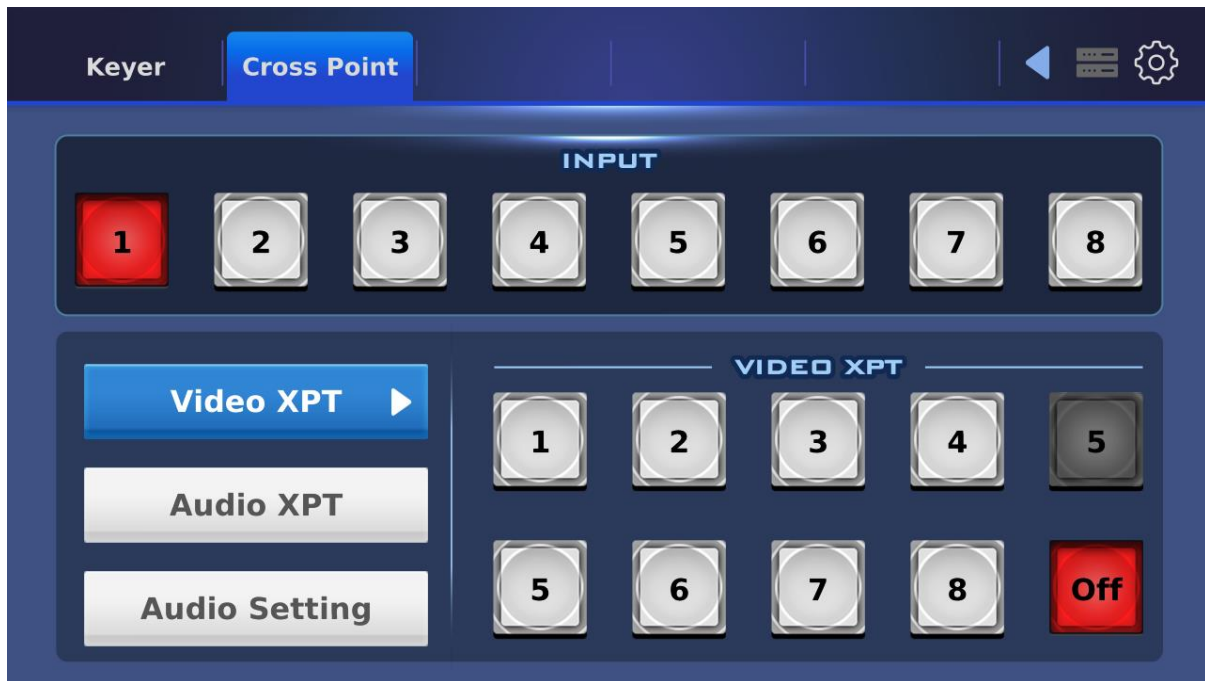 Keyer Cross Point
INPUT
1 2 3 4 5 6 7 8
Video XPT
Audio XPT
Audio Setting
VIDEO XPT
1 2 3 4 5
5 6 7 8 Off